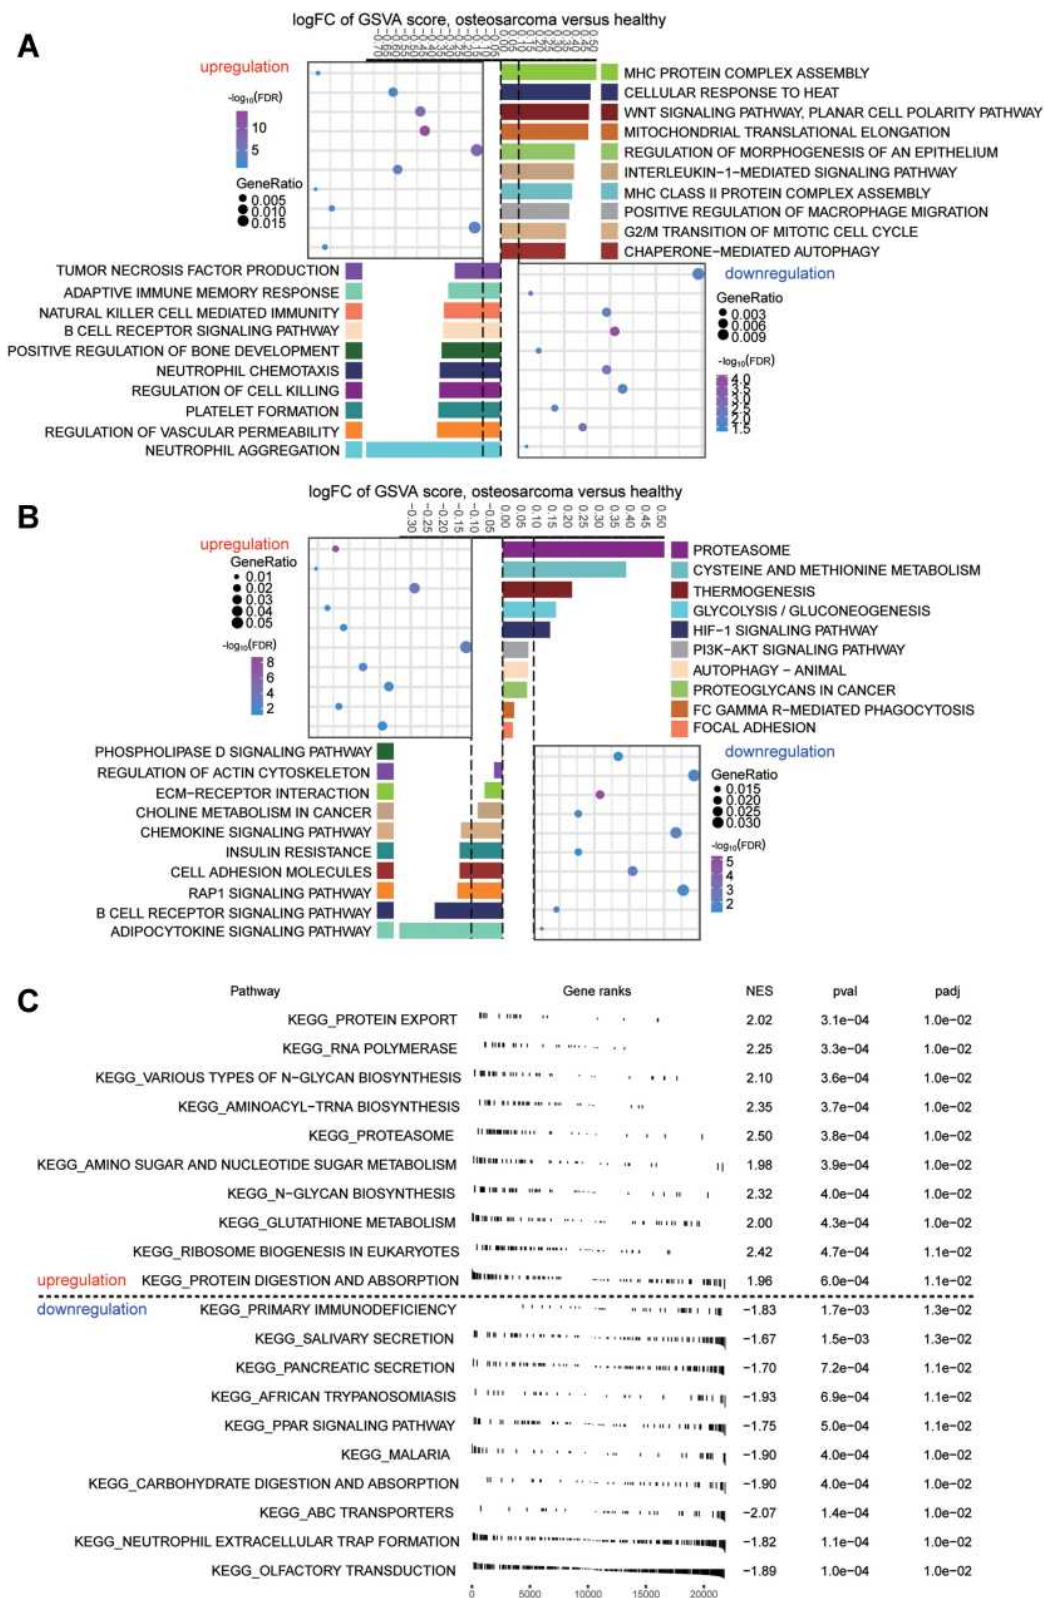 A
logFC of GSVA score, osteosarcoma versus healthy
0.00 0.05 0.10
upregulation
-log10(FDR)
10
5
GeneRatio
0.005
0.010
0.015
MHC PROTEIN COMPLEX ASSEMBLY
CELLULAR RESPONSE TO HEAT
WNT SIGNALING PATHWAY, PLANAR CELL POLARITY PATHWAY
MITOCHONDRIAL TRANSLATIONAL ELONGATION
REGULATION OF MORPHOGENESIS OF AN EPITHELIUM
INTERLEUKIN−1−MEDIATED SIGNALING PATHWAY
MHC CLASS II PROTEIN COMPLEX ASSEMBLY
POSITIVE REGULATION OF MACROPHAGE MIGRATION
G2/M TRANSITION OF MITOTIC CELL CYCLE
CHAPERONE−MEDIATED AUTOPHAGY
TUMOR NECROSIS FACTOR PRODUCTION
ADAPTIVE IMMUNE MEMORY RESPONSE
NATURAL KILLER CELL MEDIATED IMMUNITY
B CELL RECEPTOR SIGNALING PATHWAY
POSITIVE REGULATION OF BONE DEVELOPMENT
NEUTROPHIL CHEMOTAXIS
REGULATION OF CELL KILLING
PLATELET FORMATION
REGULATION OF VASCULAR PERMEABILITY
NEUTROPHIL AGGREGATION
downregulation
GeneRatio
0.003
0.006
0.009
-log10(FDR)
4.0
3.5
3.0
2.5
2.0
1.5
B
logFC of GSVA score, osteosarcoma versus healthy
−0.30 −0.25 −0.20 −0.15 −0.10 −0.05 0.00 0.05 0.10 0.15 0.20 0.25 0.30 0.35 0.40 0.45 0.50
upregulation
GeneRatio
0.01
0.02
0.03
0.04
0.05
-log10(FDR)
8
6
4
2
PROTEASOME
CYSTEINE AND METHIONINE METABOLISM
THERMOGENESIS
GLYCOLYSIS / GLUCONEOGENESIS
HIF−1 SIGNALING PATHWAY
PI3K−AKT SIGNALING PATHWAY
AUTOPHAGY − ANIMAL
PROTEOGLYCANS IN CANCER
FC GAMMA R−MEDIATED PHAGOCYTOSIS
FOCAL ADHESION
PHOSPHOLIPASE D SIGNALING PATHWAY
REGULATION OF ACTIN CYTOSKELETON
ECM−RECEPTOR INTERACTION
CHOLINE METABOLISM IN CANCER
CHEMOKINE SIGNALING PATHWAY
INSULIN RESISTANCE
CELL ADHESION MOLECULES
RAP1 SIGNALING PATHWAY
B CELL RECEPTOR SIGNALING PATHWAY
ADIPOCYTOKINE SIGNALING PATHWAY
downregulation
GeneRatio
0.015
0.020
0.025
0.030
-log10(FDR)
5
4
3
2
C
Pathway Gene ranks NES pval padj
KEGG_PROTEIN EXPORT 2.02 3.1e−04 1.0e−02
KEGG_RNA POLYMERASE 2.25 3.3e−04 1.0e−02
KEGG_VARIOUS TYPES OF N−GLYCAN BIOSYNTHESIS 2.10 3.6e−04 1.0e−02
KEGG_AMINOACYL−TRNA BIOSYNTHESIS 2.35 3.7e−04 1.0e−02
KEGG_PROTEASOME 2.50 3.8e−04 1.0e−02
KEGG_AMINO SUGAR AND NUCLEOTIDE SUGAR METABOLISM 1.98 3.9e−04 1.0e−02
KEGG_N−GLYCAN BIOSYNTHESIS 2.32 4.0e−04 1.0e−02
KEGG_GLUTATHIONE METABOLISM 2.00 4.3e−04 1.0e−02
KEGG_RIBOSOME BIOGENESIS IN EUKARYOTES 2.42 4.7e−04 1.1e−02
upregulation KEGG_PROTEIN DIGESTION AND ABSORPTION 1.96 6.0e−04 1.1e−02
downregulation KEGG_PRIMARY IMMUNODEFICIENCY −1.83 1.7e−03 1.3e−02
KEGG_SALIVARY SECRETION −1.67 1.5e−03 1.3e−02
KEGG_PANCREATIC SECRETION −1.70 7.2e−04 1.1e−02
KEGG_AFRICAN TRYPANOSOMIASIS −1.93 6.9e−04 1.1e−02
KEGG_PPAR SIGNALING PATHWAY −1.75 5.0e−04 1.1e−02
KEGG_MALARIA −1.90 4.0e−04 1.0e−02
KEGG_CARBOHYDRATE DIGESTION AND ABSORPTION −1.90 4.0e−04 1.0e−02
KEGG_ABC TRANSPORTERS −2.07 1.4e−04 1.0e−02
KEGG_NEUTROPHIL EXTRACELLULAR TRAP FORMATION −1.82 1.1e−04 1.0e−02
KEGG_OLFACTORY TRANSDUCTION −1.89 1.0e−04 1.0e−02
0 5000 10000 15000 20000